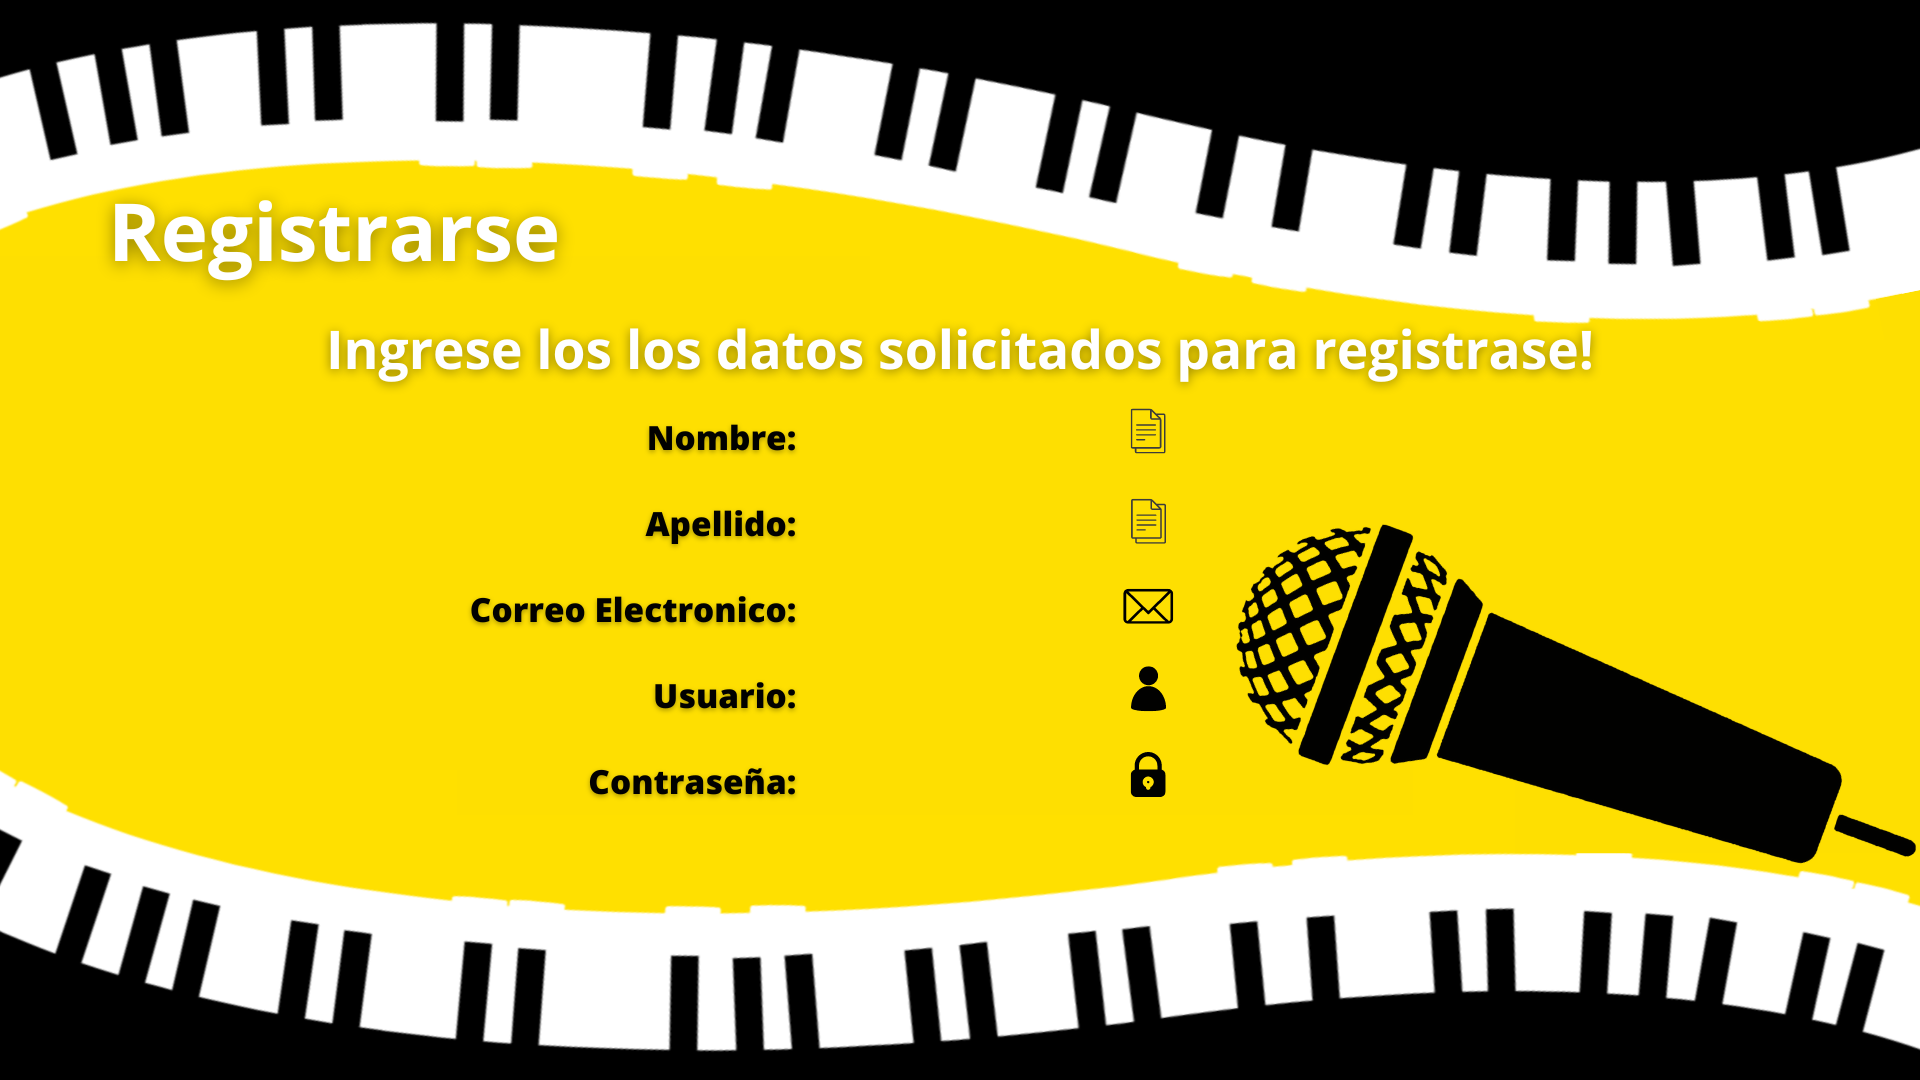 Registrarse
Ingrese los los datos solicitados para registrase!
Nombre:
Apellido:
Correo Electronico:
Usuario:
Contraseña: